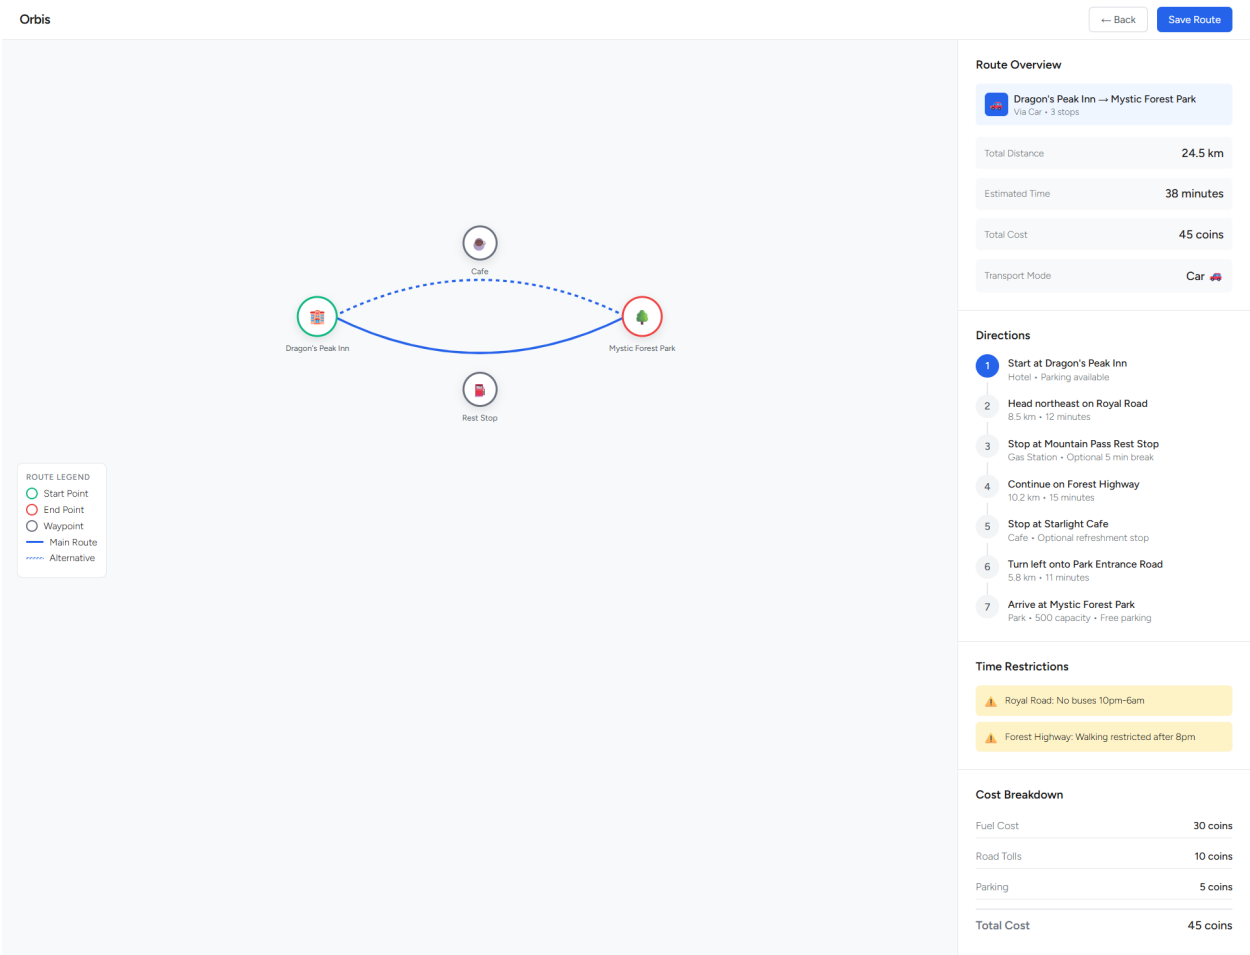 Orbis
← Back
Save Route
Cafe
Dragon's Peak Inn
Mystic Forest Park
Rest Stop
ROUTE LEGEND
Start Point
End Point
Waypoint
Main Route
Alternative
Route Overview
Dragon's Peak Inn → Mystic Forest Park
Via Car • 3 stops
Total Distance
24.5 km
Estimated Time
38 minutes
Total Cost
45 coins
Transport Mode
Car
Directions
1
Start at Dragon's Peak Inn
Hotel • Parking available
2
Head northeast on Royal Road
8.5 km • 12 minutes
3
Stop at Mountain Pass Rest Stop
Gas Station • Optional 5 min break
4
Continue on Forest Highway
10.2 km • 15 minutes
5
Stop at Starlight Cafe
Cafe • Optional refreshment stop
6
Turn left onto Park Entrance Road
5.8 km • 11 minutes
7
Arrive at Mystic Forest Park
Park • 500 capacity • Free parking
Time Restrictions
Royal Road: No buses 10pm-6am
Forest Highway: Walking restricted after 8pm
Cost Breakdown
Fuel Cost
30 coins
Road Tolls
10 coins
Parking
5 coins
Total Cost
45 coins